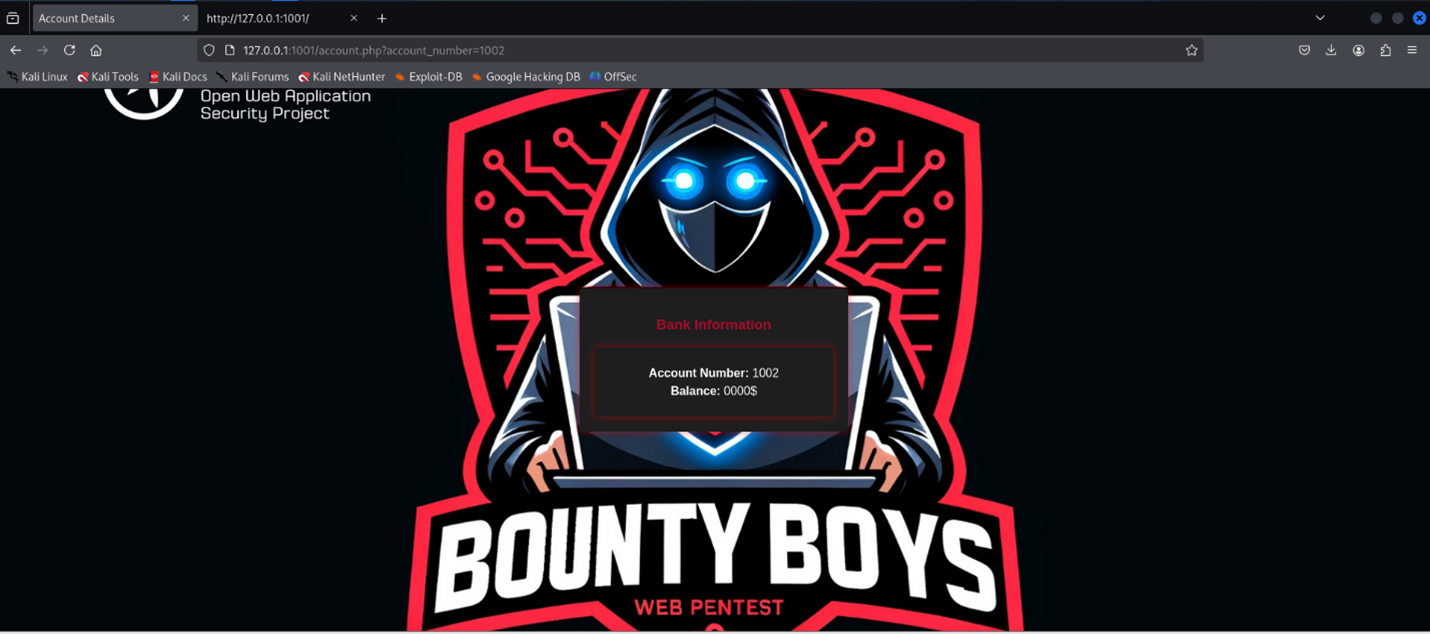 Account Details
http://127.0.0.1:1001/
127.0.0.1:1001/account.php?account_number=1002
Kali Linux Kali Tools Kali Docs Kali Forums Kali NetHunter Exploit-DB Google Hacking DB OffSec
Open Web Application
Security Project
Bank Information
Account Number: 1002
Balance: 0000$
BOUNTY BOYS
WEB PENTEST